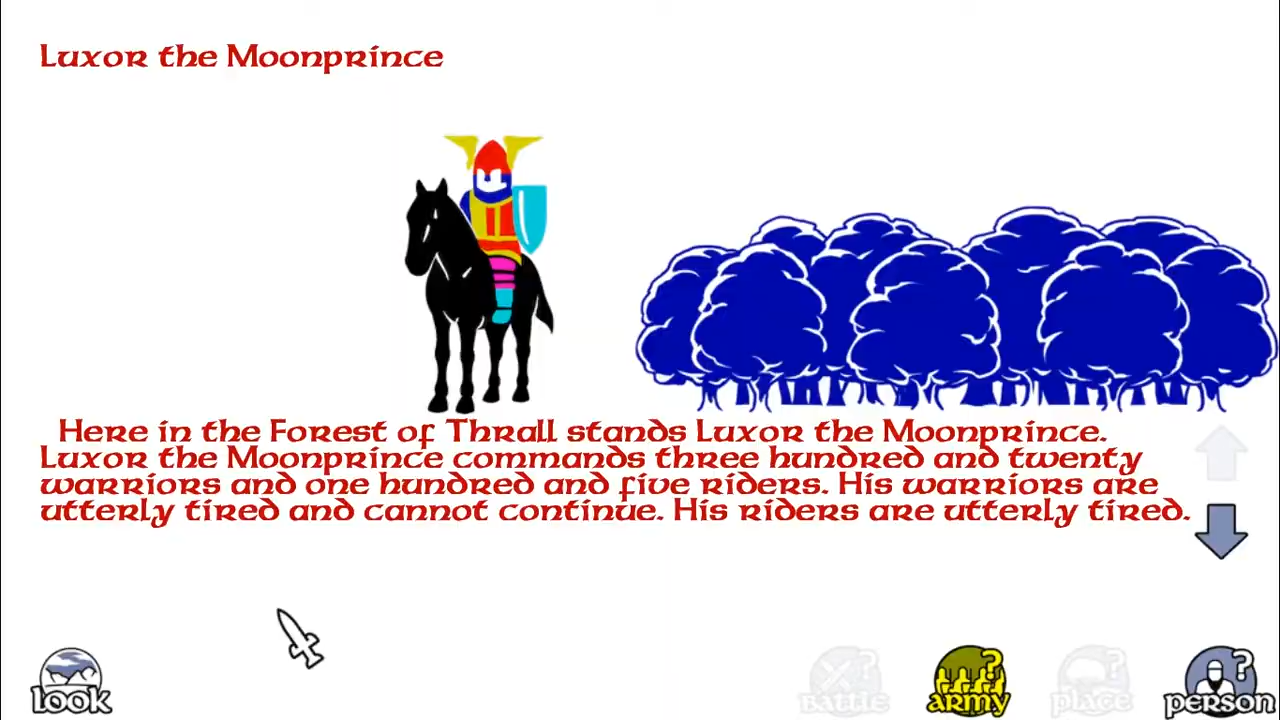 Luxor the Moonprince
Here in the Forest of Thrall stands Luxor the Moonprince.
Luxor the Moonprince commands three hundred and twenty
warriors and one hundred and five riders. His warriors are
utterly tired and cannot continue. His riders are utterly tired.
look
Battle
army
place
person